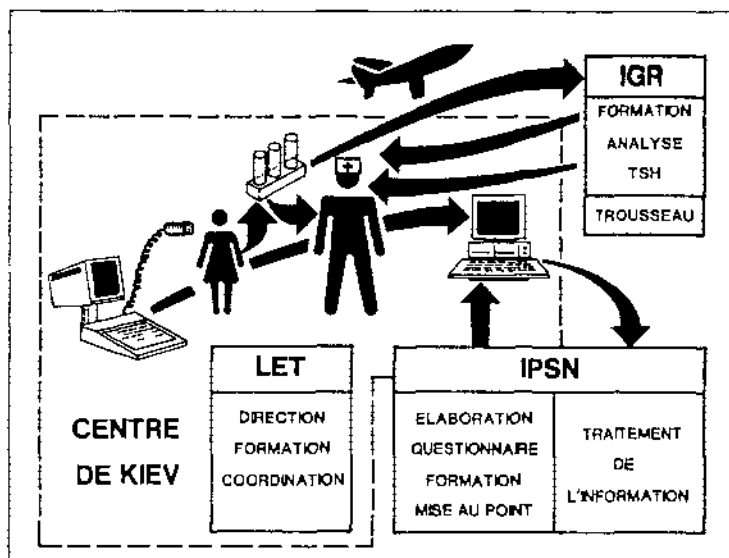 IGR
FORMATION
ANALYSE
TSH
TROUSSEAU
CENTRE
DE KIEV
LET
DIRECTION
FORMATION
COORDINATION
IPSN
ELABORATION
QUESTIONNAIRE
FORMATION
MISE AU POINT
TRAITEMENT
DE
L'INFORMATION